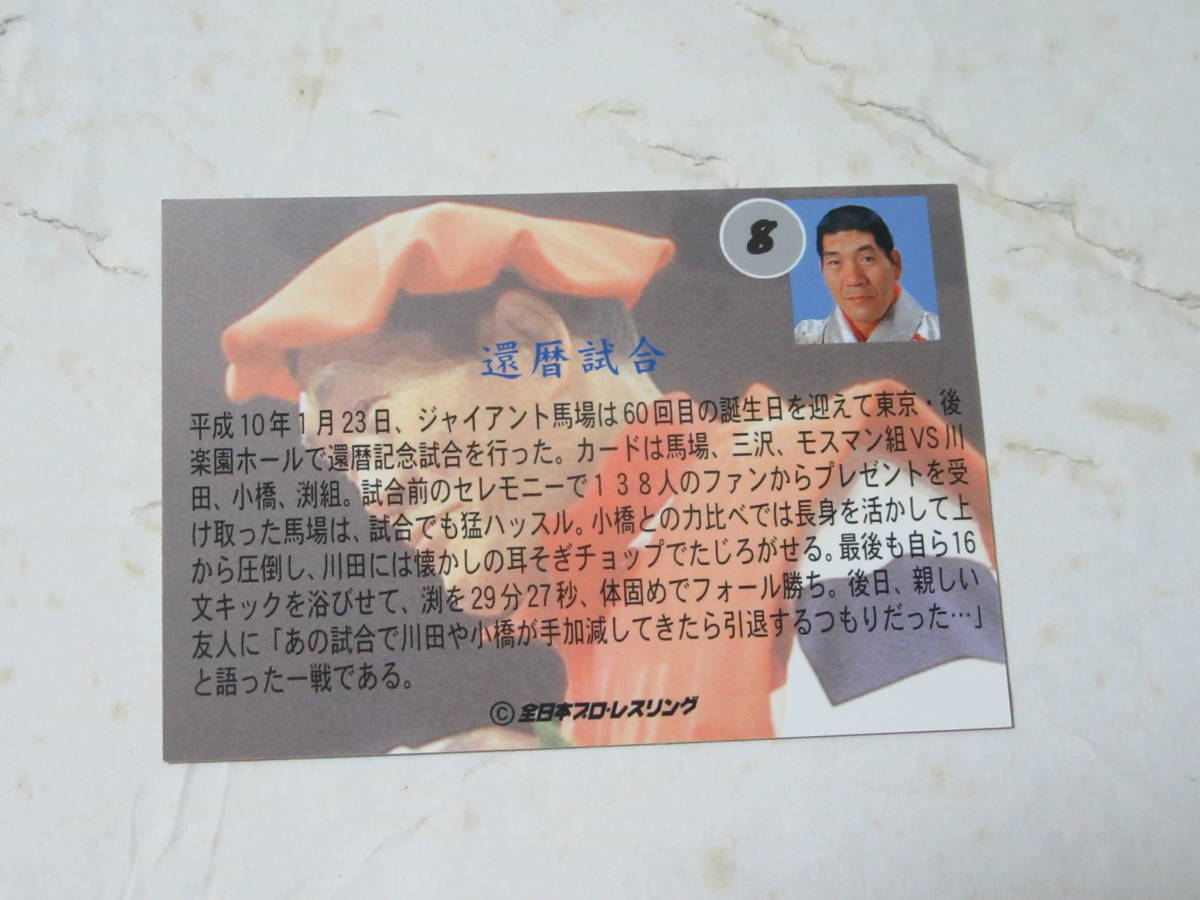 8
還暦試合
平成10年1月23日、ジャイアント馬場は60回目の誕生日を迎えて東京・後
楽園ホールで還暦記念試合を行った。カードは馬場、三沢、モスマン組VS川
田、小橋、渕組。試合前のセレモニーで１３８人のファンからプレゼントを受
け取った馬場は、試合でも猛ハッスル。小橋との力比べでは長身を活かして上
から圧倒し、川田には懐かしの耳そぎチョップでたじろがせる。最後も自ら16
文キックを浴びせて、渕を29分27秒、体固めでフォール勝ち。後日、親しい
友人に「あの試合で川田や小橋が手加減してきたら引退するつもりだった…」
と語った一戦である。
©全日本プロ・レスリング